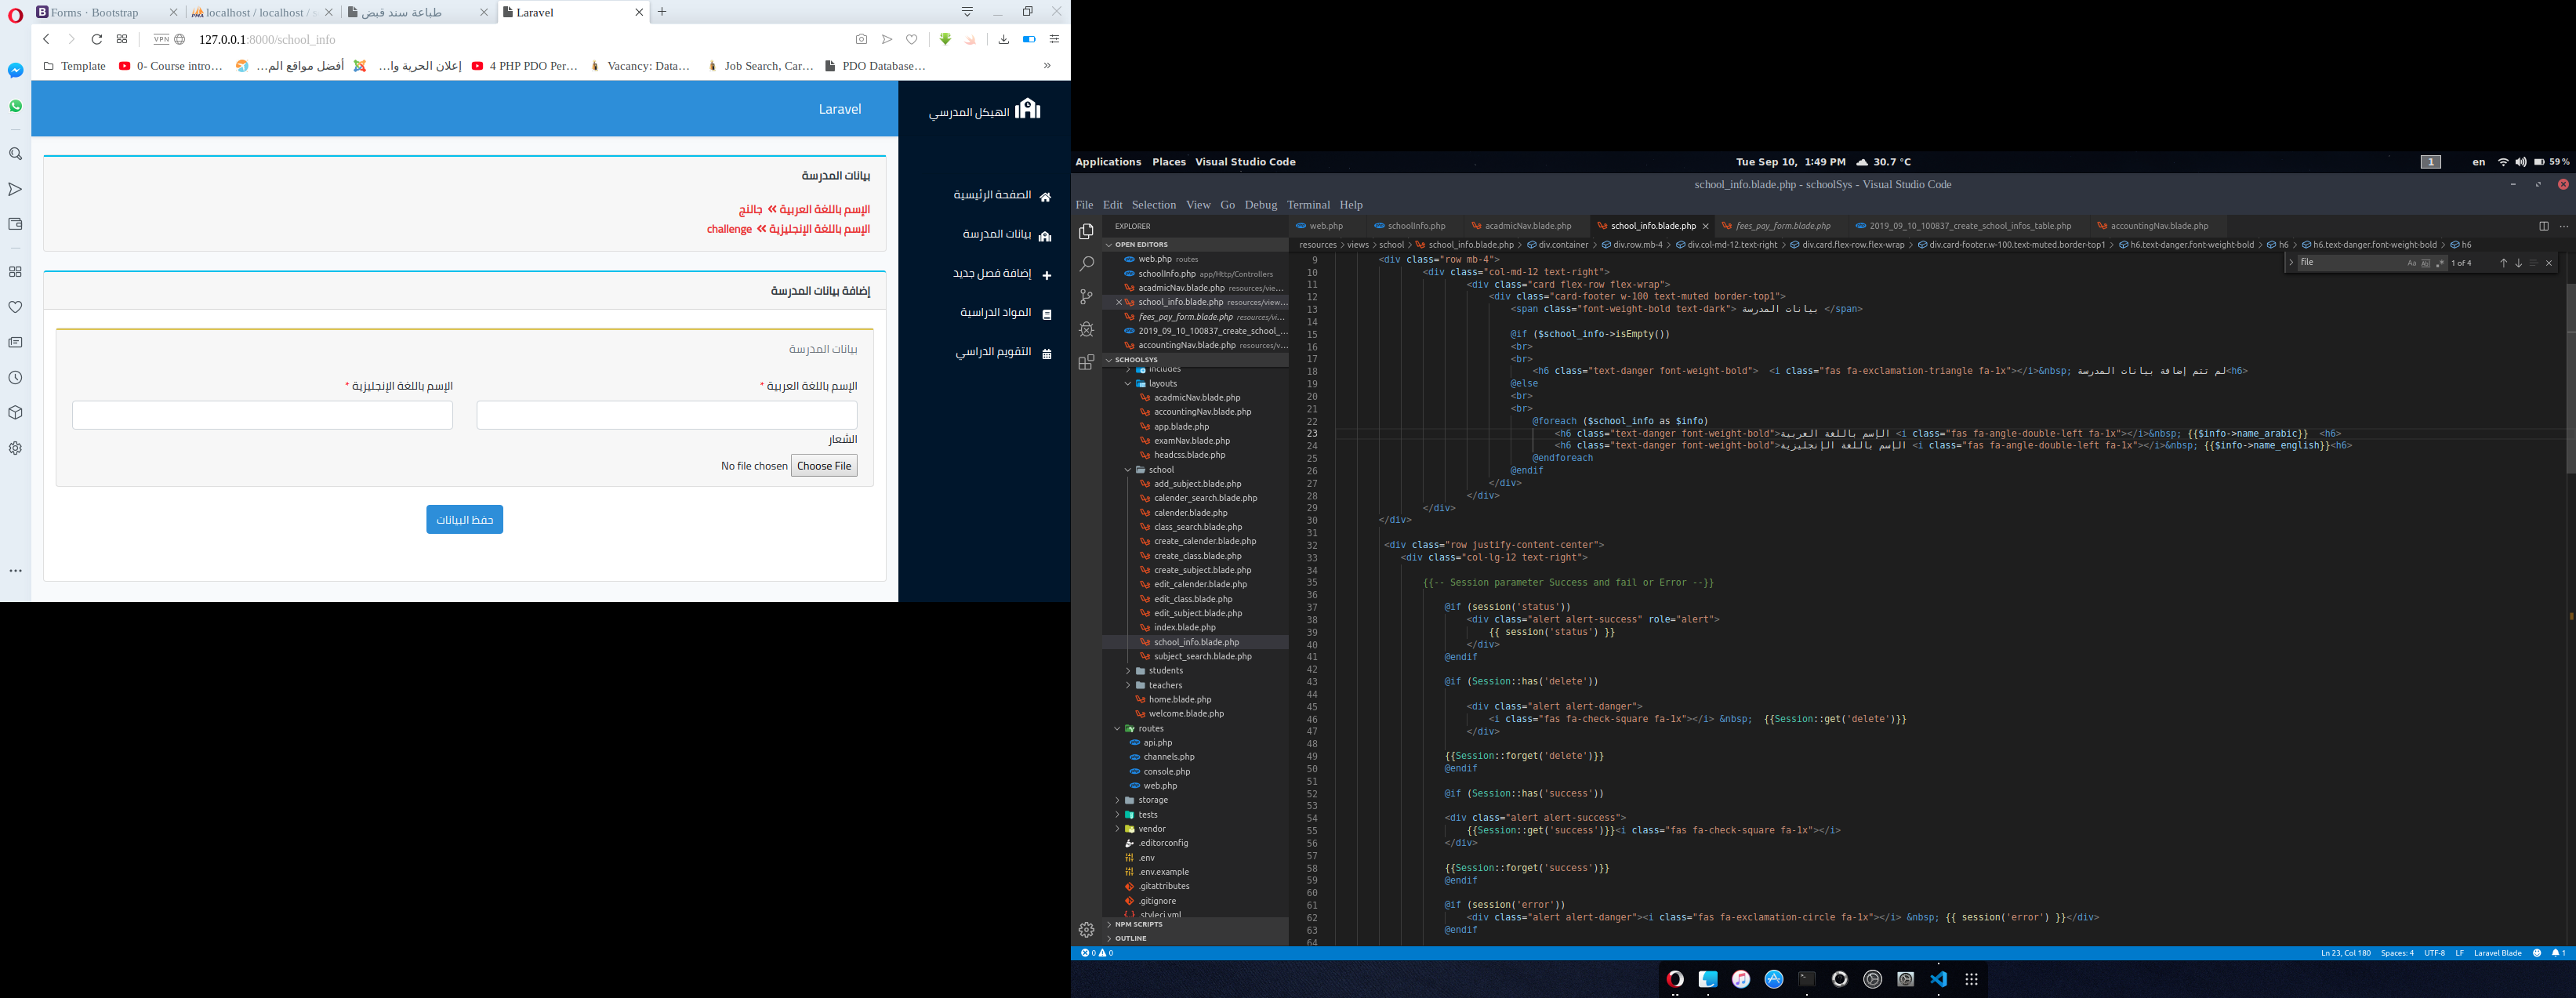 Forms · Bootstrap
localhost / localhost /
طباعة سند قبض
Laravel
VPN
127.0.0.1:8000/school_info
Template
0- Course intro…
أفضل مواقع الم…
إعلان الحرية وا…
4 PHP PDO Per…
Vacancy: Data…
Job Search, Car…
PDO Database…
»
Laravel
الهيكل المدرسي
الصفحة الرئيسية
بيانات المدرسة
إضافة فصل جديد
المواد الدراسية
التقويم الدراسي
بيانات المدرسة
الإسم باللغة العربية » جالنج
الإسم باللغة الإنجليزية » challenge
إضافة بيانات المدرسة
بيانات المدرسة
الإسم باللغة العربية *
الإسم باللغة الإنجليزية *
الشعار
Choose File No file chosen
حفظ البيانات
Applications Places Visual Studio Code
Tue Sep 10, 1:49 PM 30.7 °C
1 en 59 %
school_info.blade.php - schoolSys - Visual Studio Code
File Edit Selection View Go Debug Terminal Help
EXPLORER
OPEN EDITORS
web.php routes
schoolInfo.php app/Http/Controllers
acadmicNav.blade.php resources/vie...
school_info.blade.php resources/view...
fees_pay_form.blade.php resources/vi...
2019_09_10_100837_create_school_...
accountingNav.blade.php resources/v...
SCHOOLSYS
includes
layouts
acadmicNav.blade.php
accountingNav.blade.php
app.blade.php
examNav.blade.php
headcss.blade.php
school
add_subject.blade.php
calender_search.blade.php
calender.blade.php
class_search.blade.php
create_calender.blade.php
create_class.blade.php
create_subject.blade.php
edit_calender.blade.php
edit_class.blade.php
edit_subject.blade.php
index.blade.php
school_info.blade.php
subject_search.blade.php
students
teachers
home.blade.php
welcome.blade.php
routes
api.php
channels.php
console.php
web.php
storage
tests
vendor
.editorconfig
.env
.env.example
.gitattributes
.gitignore
.styleci.yml
NPM SCRIPTS
OUTLINE
web.php schoolInfo.php acadmicNav.blade.php school_info.blade.php fees_pay_form.blade.php 2019_09_10_100837_create_school_infos_table.php accountingNav.blade.php
resources > views > school > school_info.blade.php > div.container > div.row.mb-4 > div.col-md-12.text-right > div.card.flex-row.flex-wrap > div.card-footer.w-100.text-muted.border-top1 > h6.text-danger.font-weight-bold > h6 > h6.text-danger.font-weight-bold > h6
file Aa 1 of 4
9 <div class="row mb-4">
10 <div class="col-md-12 text-right">
11 <div class="card flex-row flex-wrap">
12 <div class="card-footer w-100 text-muted border-top1">
13 <span class="font-weight-bold text-dark"> بيانات المدرسة </span>
14
15 @if ($school_info->isEmpty())
16 <br>
17 <br>
18 <h6 class="text-danger font-weight-bold"> <i class="fas fa-exclamation-triangle fa-1x"></i>&nbsp; لم تتم إضافة بيانات المدرسة<h6>
19 @else
20 <br>
21 <br>
22 @foreach ($school_info as $info)
23 <h6 class="text-danger font-weight-bold">الإسم باللغة العربية <i class="fas fa-angle-double-left fa-1x"></i>&nbsp; {{$info->name_arabic}} <h6>
24 <h6 class="text-danger font-weight-bold">الإسم باللغة الإنجليزية <i class="fas fa-angle-double-left fa-1x"></i>&nbsp; {{$info->name_english}}<h6>
25 @endforeach
26 @endif
27 </div>
28 </div>
29 </div>
30 </div>
31
32 <div class="row justify-content-center">
33 <div class="col-lg-12 text-right">
34
35 {{-- Session parameter Success and fail or Error --}}
36
37 @if (session('status'))
38 <div class="alert alert-success" role="alert">
39 {{ session('status') }}
40 </div>
41 @endif
42
43 @if (Session::has('delete'))
44
45 <div class="alert alert-danger">
46 <i class="fas fa-check-square fa-1x"></i> &nbsp; {{Session::get('delete')}}
47 </div>
48
49 {{Session::forget('delete')}}
50 @endif
51
52 @if (Session::has('success'))
53
54 <div class="alert alert-success">
55 {{Session::get('success')}}<i class="fas fa-check-square fa-1x"></i>
56 </div>
57
58 {{Session::forget('success')}}
59 @endif
60
61 @if (session('error'))
62 <div class="alert alert-danger"><i class="fas fa-exclamation-circle fa-1x"></i> &nbsp; {{ session('error') }}</div>
63 @endif
64
0 0
Ln 23, Col 180 Spaces: 4 UTF-8 LF Laravel Blade 1